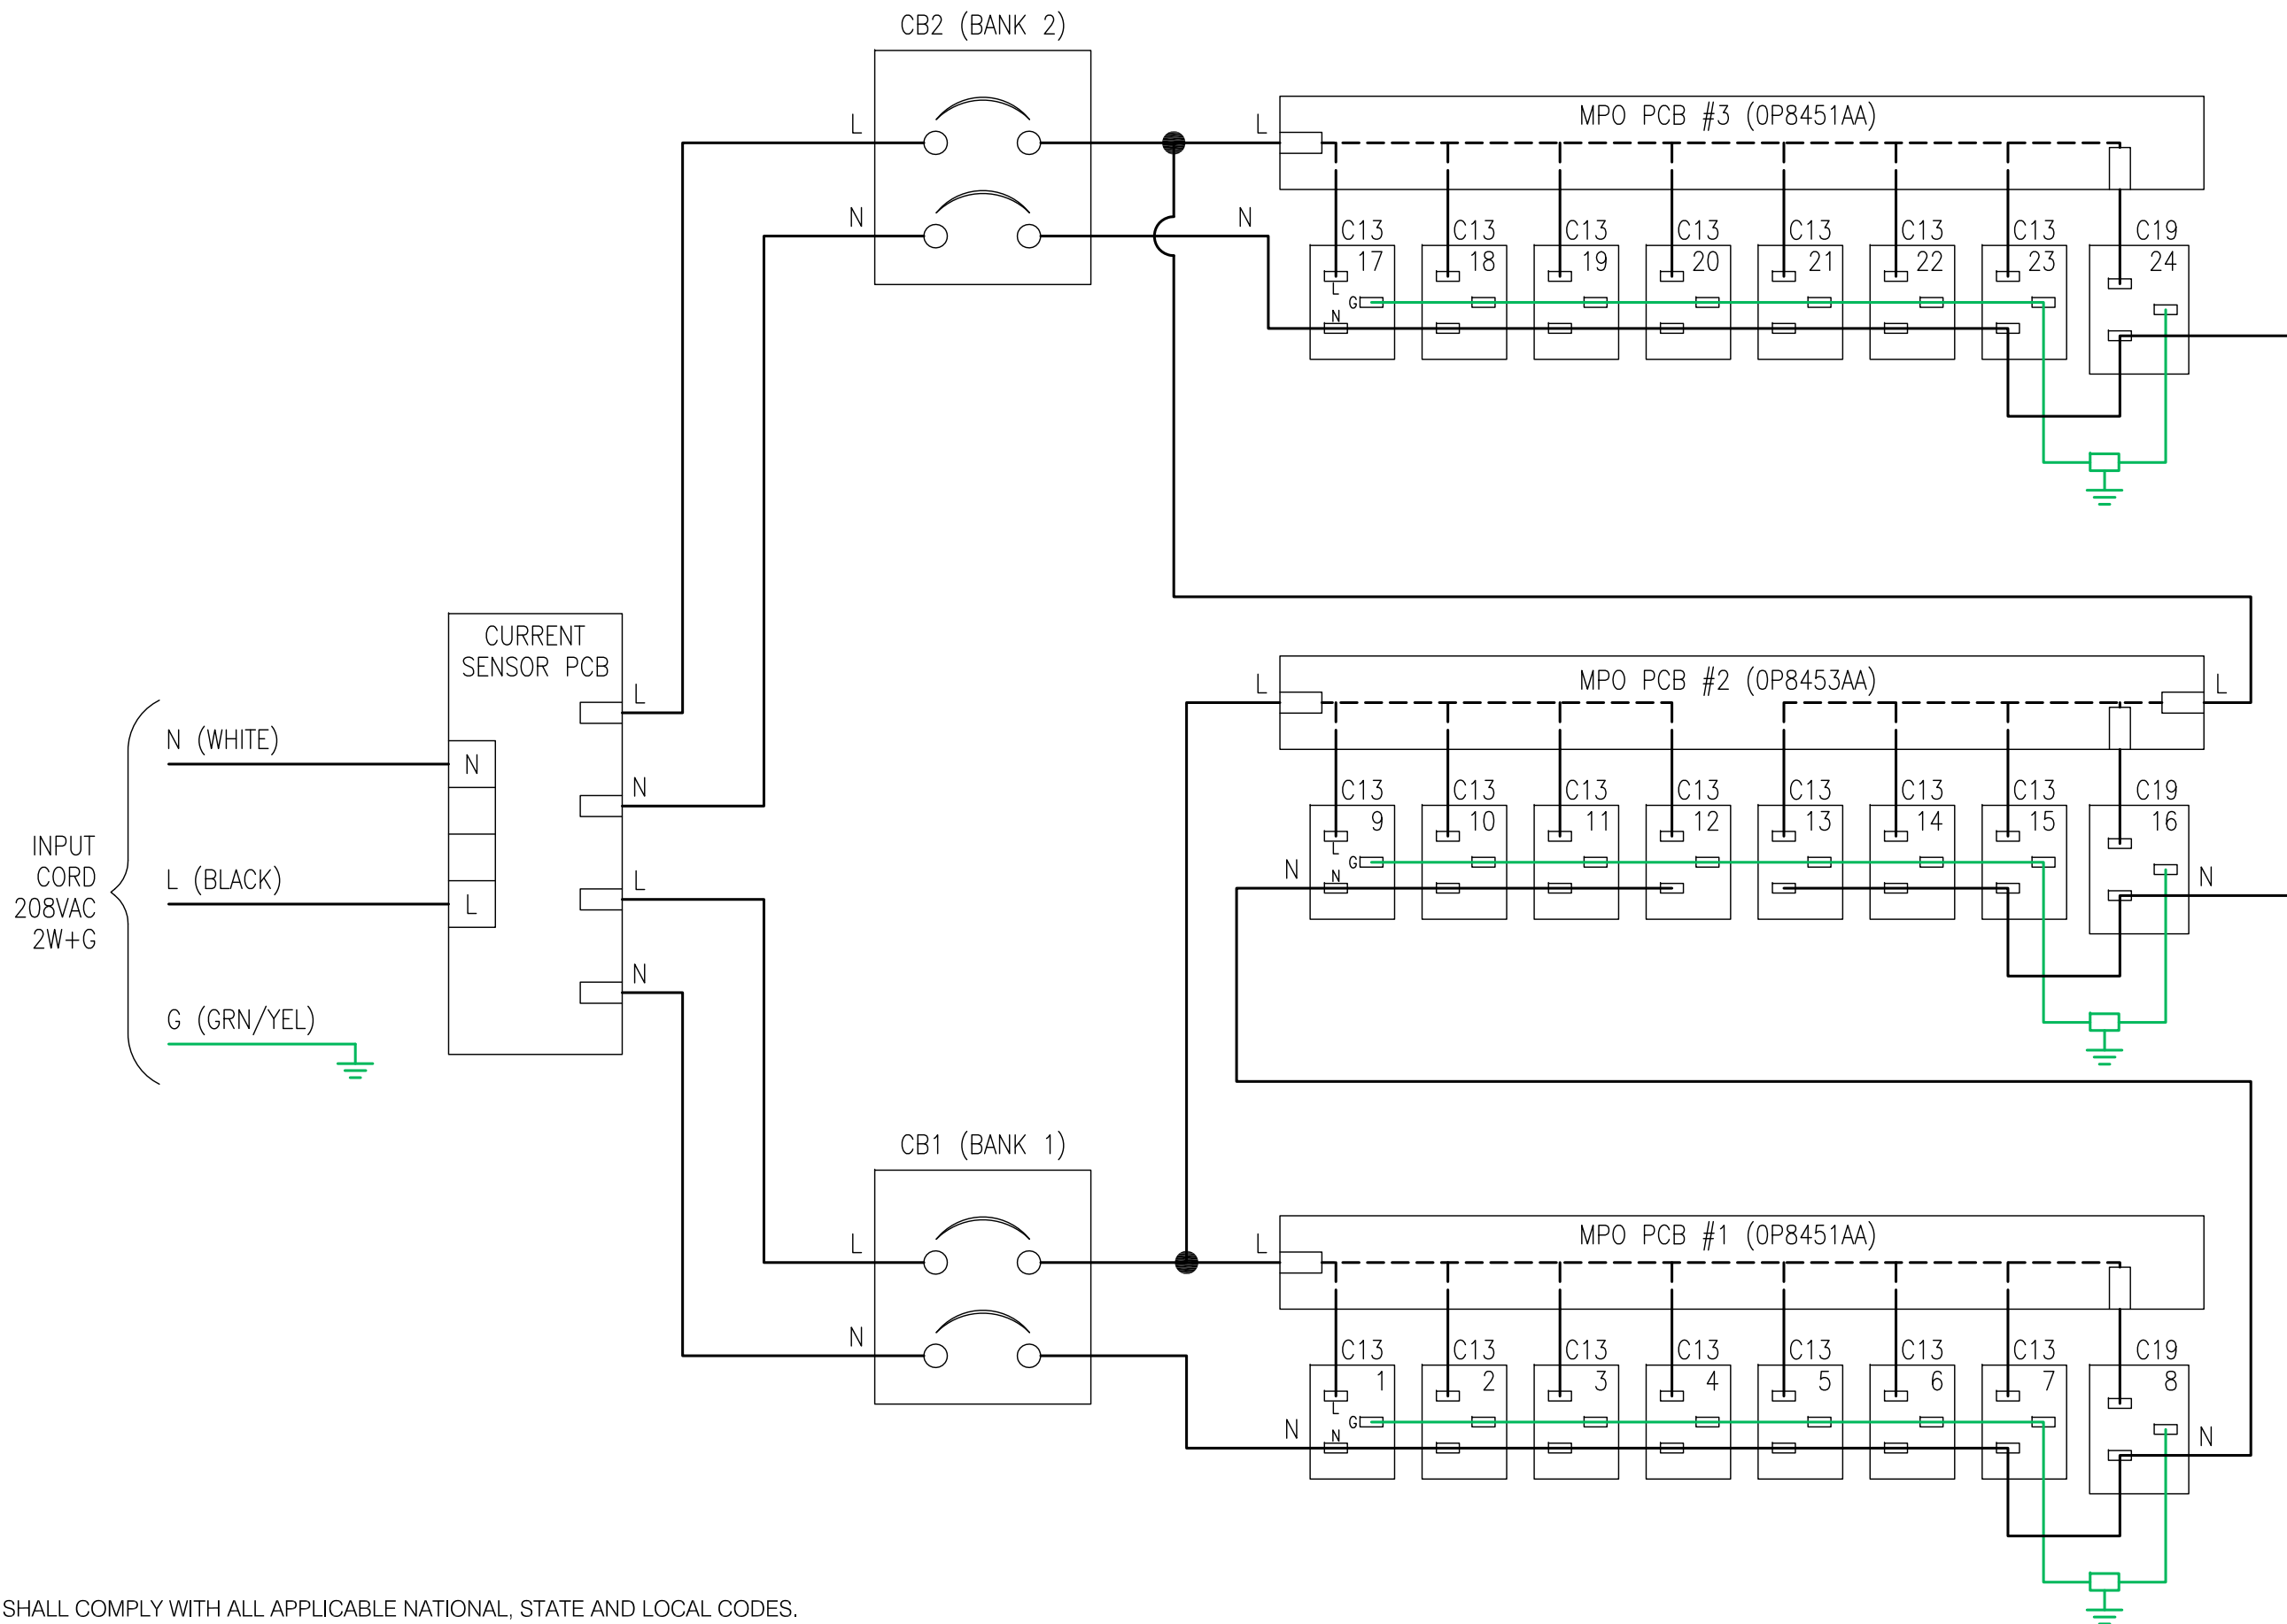 CB2 (BANK 2)
L
N
L
N
MPO PCB #3 (0P8451AA)
C13 C13 C13 C13 C13 C13 C13 C19
17 18 19 20 21 22 23 24
L
G
N
CURRENT
SENSOR PCB
L
N
L
N
N
L
INPUT
CORD
208VAC
2W+G
N (WHITE)
L (BLACK)
G (GRN/YEL)
L
MPO PCB #2 (0P8453AA)
L
C13 C13 C13 C13 C13 C13 C13 C19
9 10 11 12 13 14 15 16
N
L
G
N
N
CB1 (BANK 1)
L
N
L
MPO PCB #1 (0P8451AA)
C13 C13 C13 C13 C13 C13 C13 C19
1 2 3 4 5 6 7 8
N
L
G
N
N
SHALL COMPLY WITH ALL APPLICABLE NATIONAL, STATE AND LOCAL CODES.